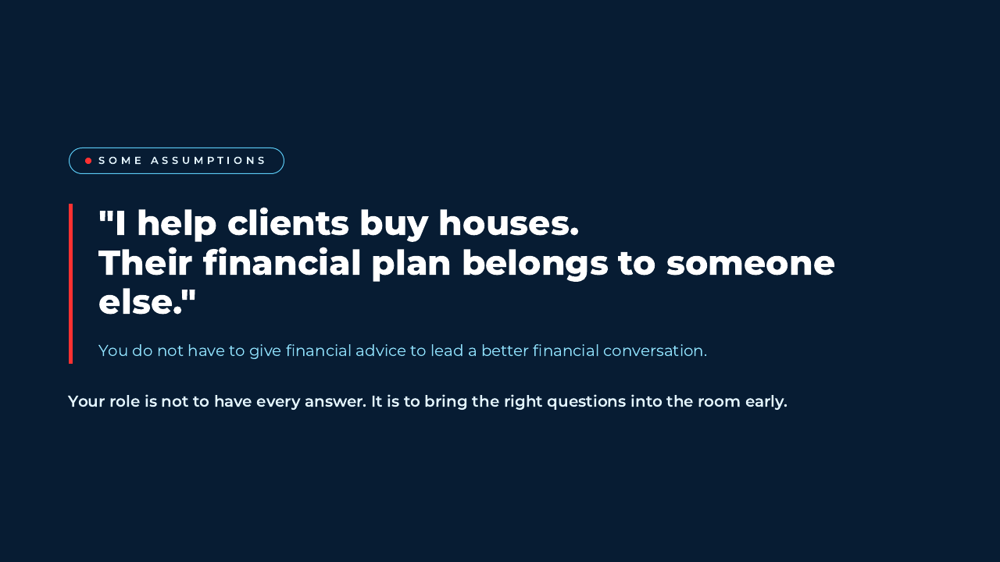 SOME ASSUMPTIONS
"I help clients buy houses.
Their financial plan belongs to someone
else."
You do not have to give financial advice to lead a better financial conversation.
Your role is not to have every answer. It is to bring the right questions into the room early.